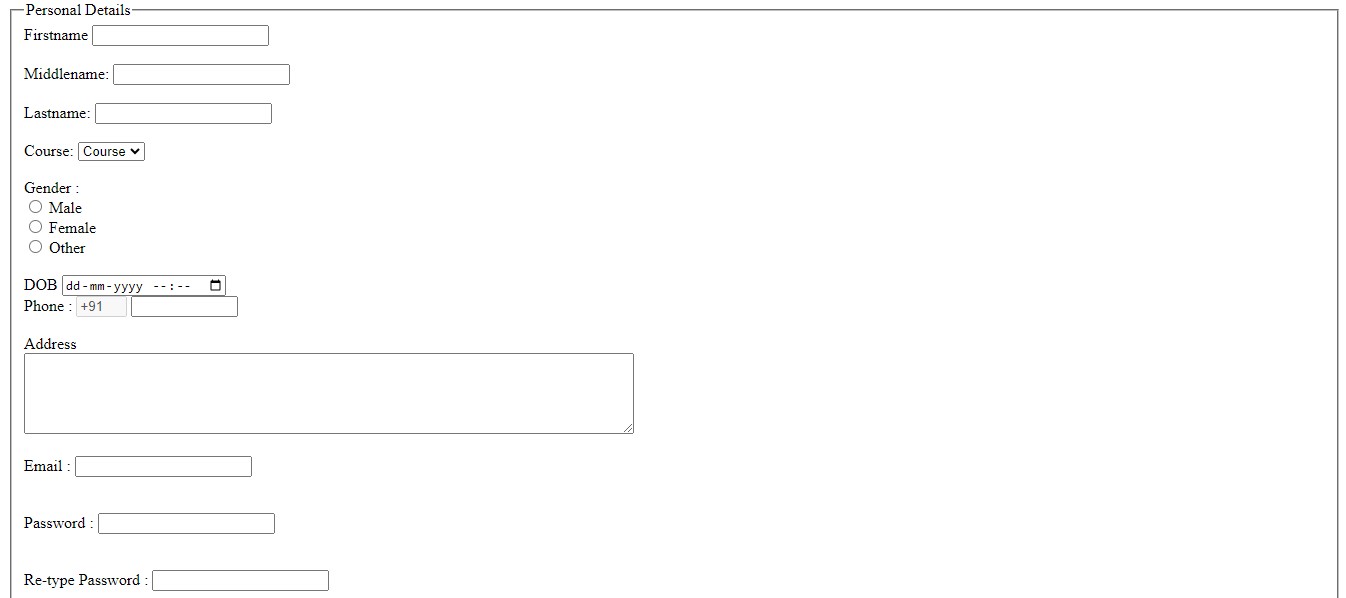 Personal Details
Firstname
Middlename:
Lastname:
Course: Course
Gender :
Male
Female
Other
DOB dd-mm-yyyy --:--
Phone : +91
Address
Email :
Password :
Re-type Password :